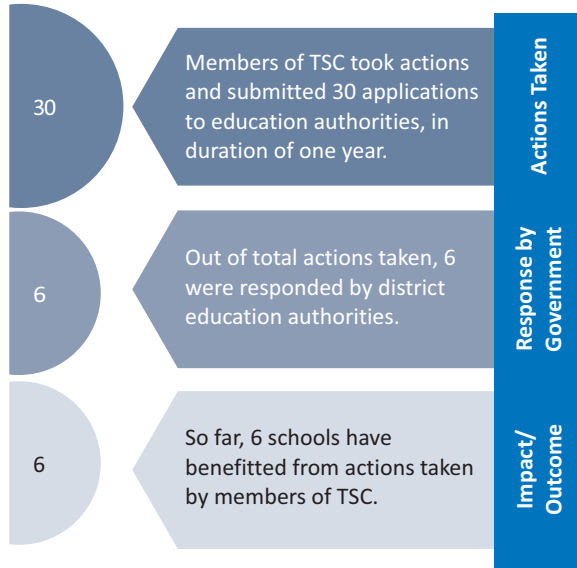 30
Members of TSC took actions
and submitted 30 applications
to education authorities, in
duration of one year.
Actions Taken
6
Out of total actions taken, 6
were responded by district
education authorities.
Response by
Government
6
So far, 6 schools have
benefitted from actions taken
by members of TSC.
Impact/
Outcome